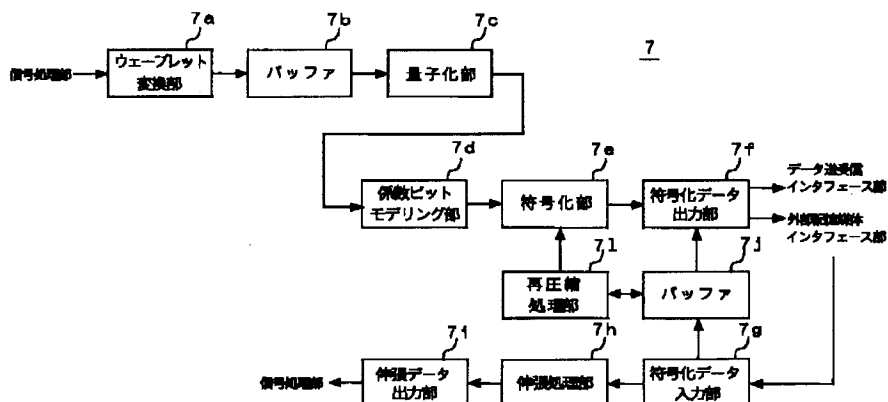 7a
7b
7c
7
信号処理部
ウェーブレット
変換部
バッファ
量子化部
7d
7e
7f
係数ビット
モデリング部
符号化部
符号化データ
出力部
データ送受信
インタフェース部
外部記憶媒体
インタフェース部
7l
7j
再圧縮
処理部
バッファ
7i
7h
7g
信号処理部
伸張データ
出力部
伸張処理部
符号化データ
入力部